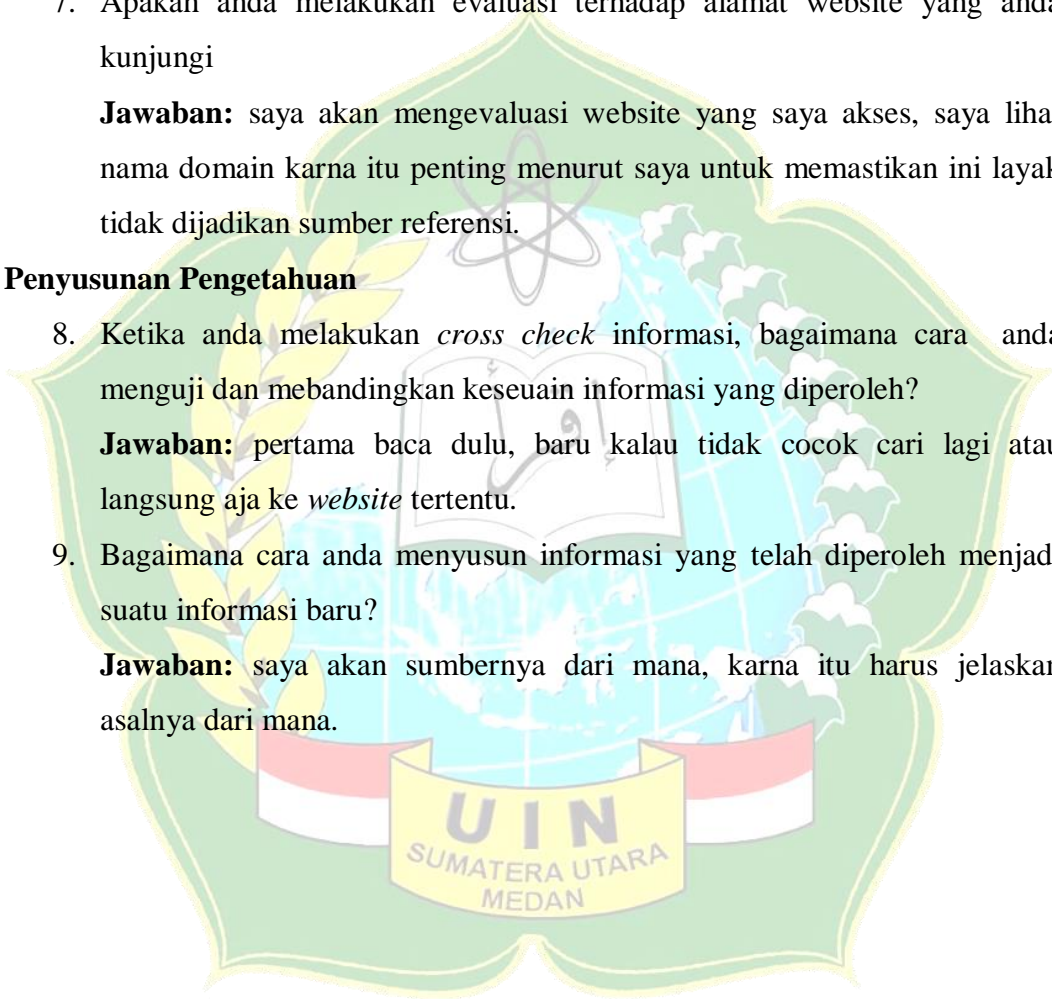 7. Apakah anda melakukan evaluasi terhadap alamat website yang anda
kunjungi
Jawaban: saya akan mengevaluasi website yang saya akses, saya liha
nama domain karna itu penting menurut saya untuk memastikan ini layak
tidak dijadikan sumber referensi.
Penyusunan Pengetahuan
8. Ketika anda melakukan cross check informasi, bagaimana cara anda
menguji dan mebandingkan keseuain informasi yang diperoleh?
Jawaban: pertama baca dulu, baru kalau tidak cocok cari lagi atau
langsung aja ke website tertentu.
9. Bagaimana cara anda menyusun informasi yang telah diperoleh menjad
suatu informasi baru?
Jawaban: saya akan sumbernya dari mana, karna itu harus jelaskan
asalnya dari mana.
UIN
SUMATERA UTARA
MEDAN